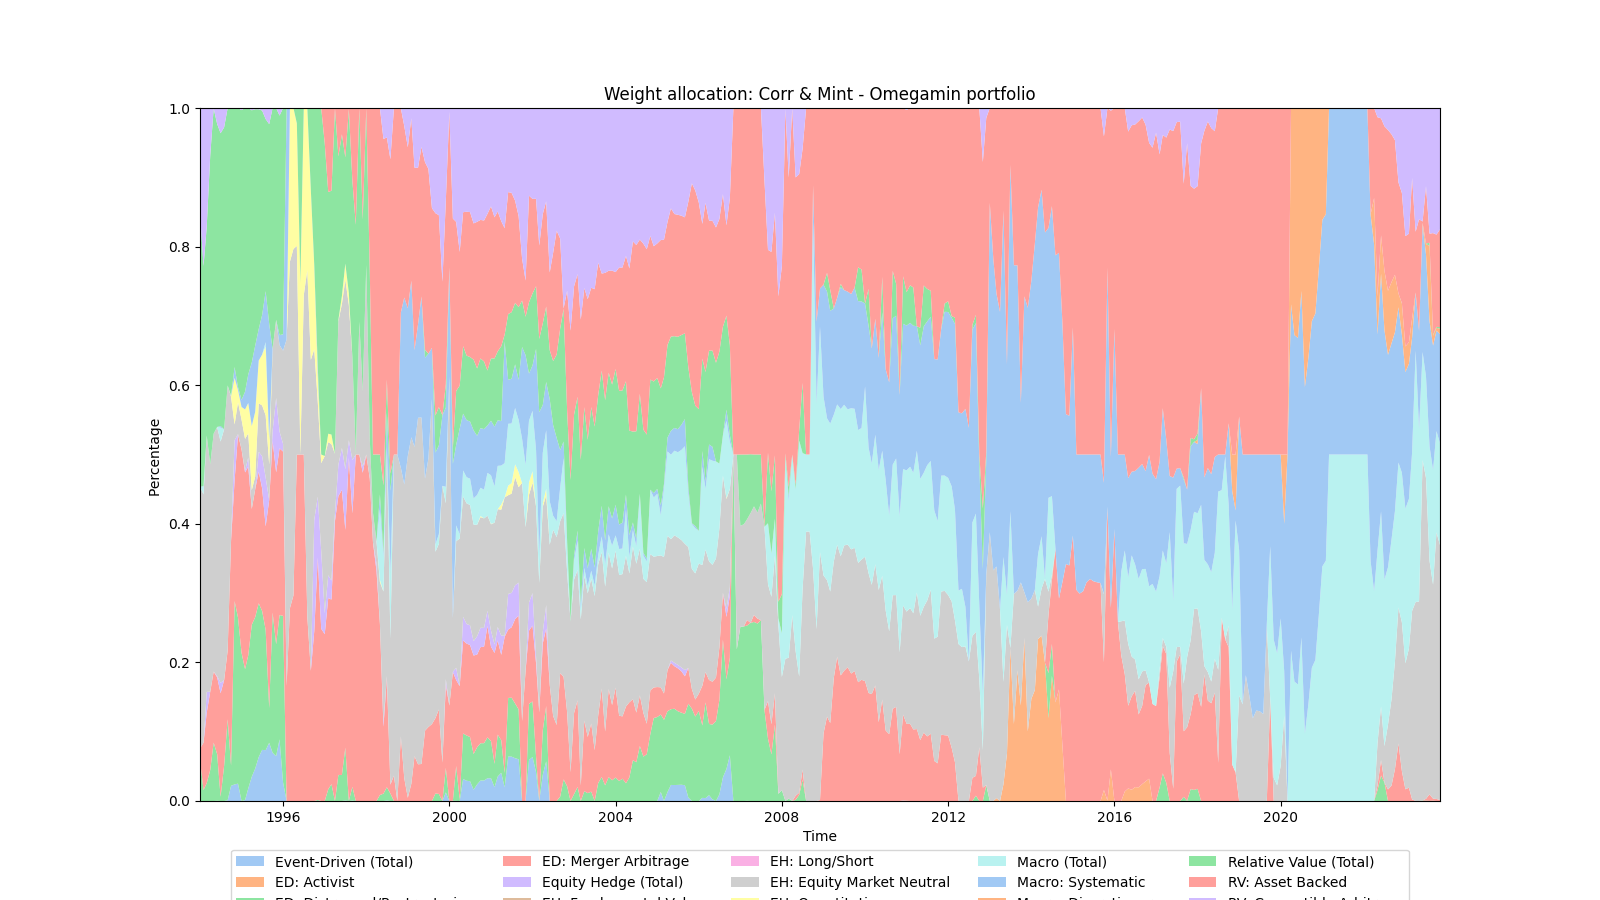 Weight allocation: Corr & Mint - Omegamin portfolio
1.0
0.8
0.6
0.4
0.2
0.0
Percentage
1996 2000 2004 2008 2012 2016 2020
Time
Event-Driven (Total) ED: Merger Arbitrage EH: Long/Short Macro (Total) Relative Value (Total)
ED: Activist Equity Hedge (Total) EH: Equity Market Neutral Macro: Systematic RV: Asset Backed